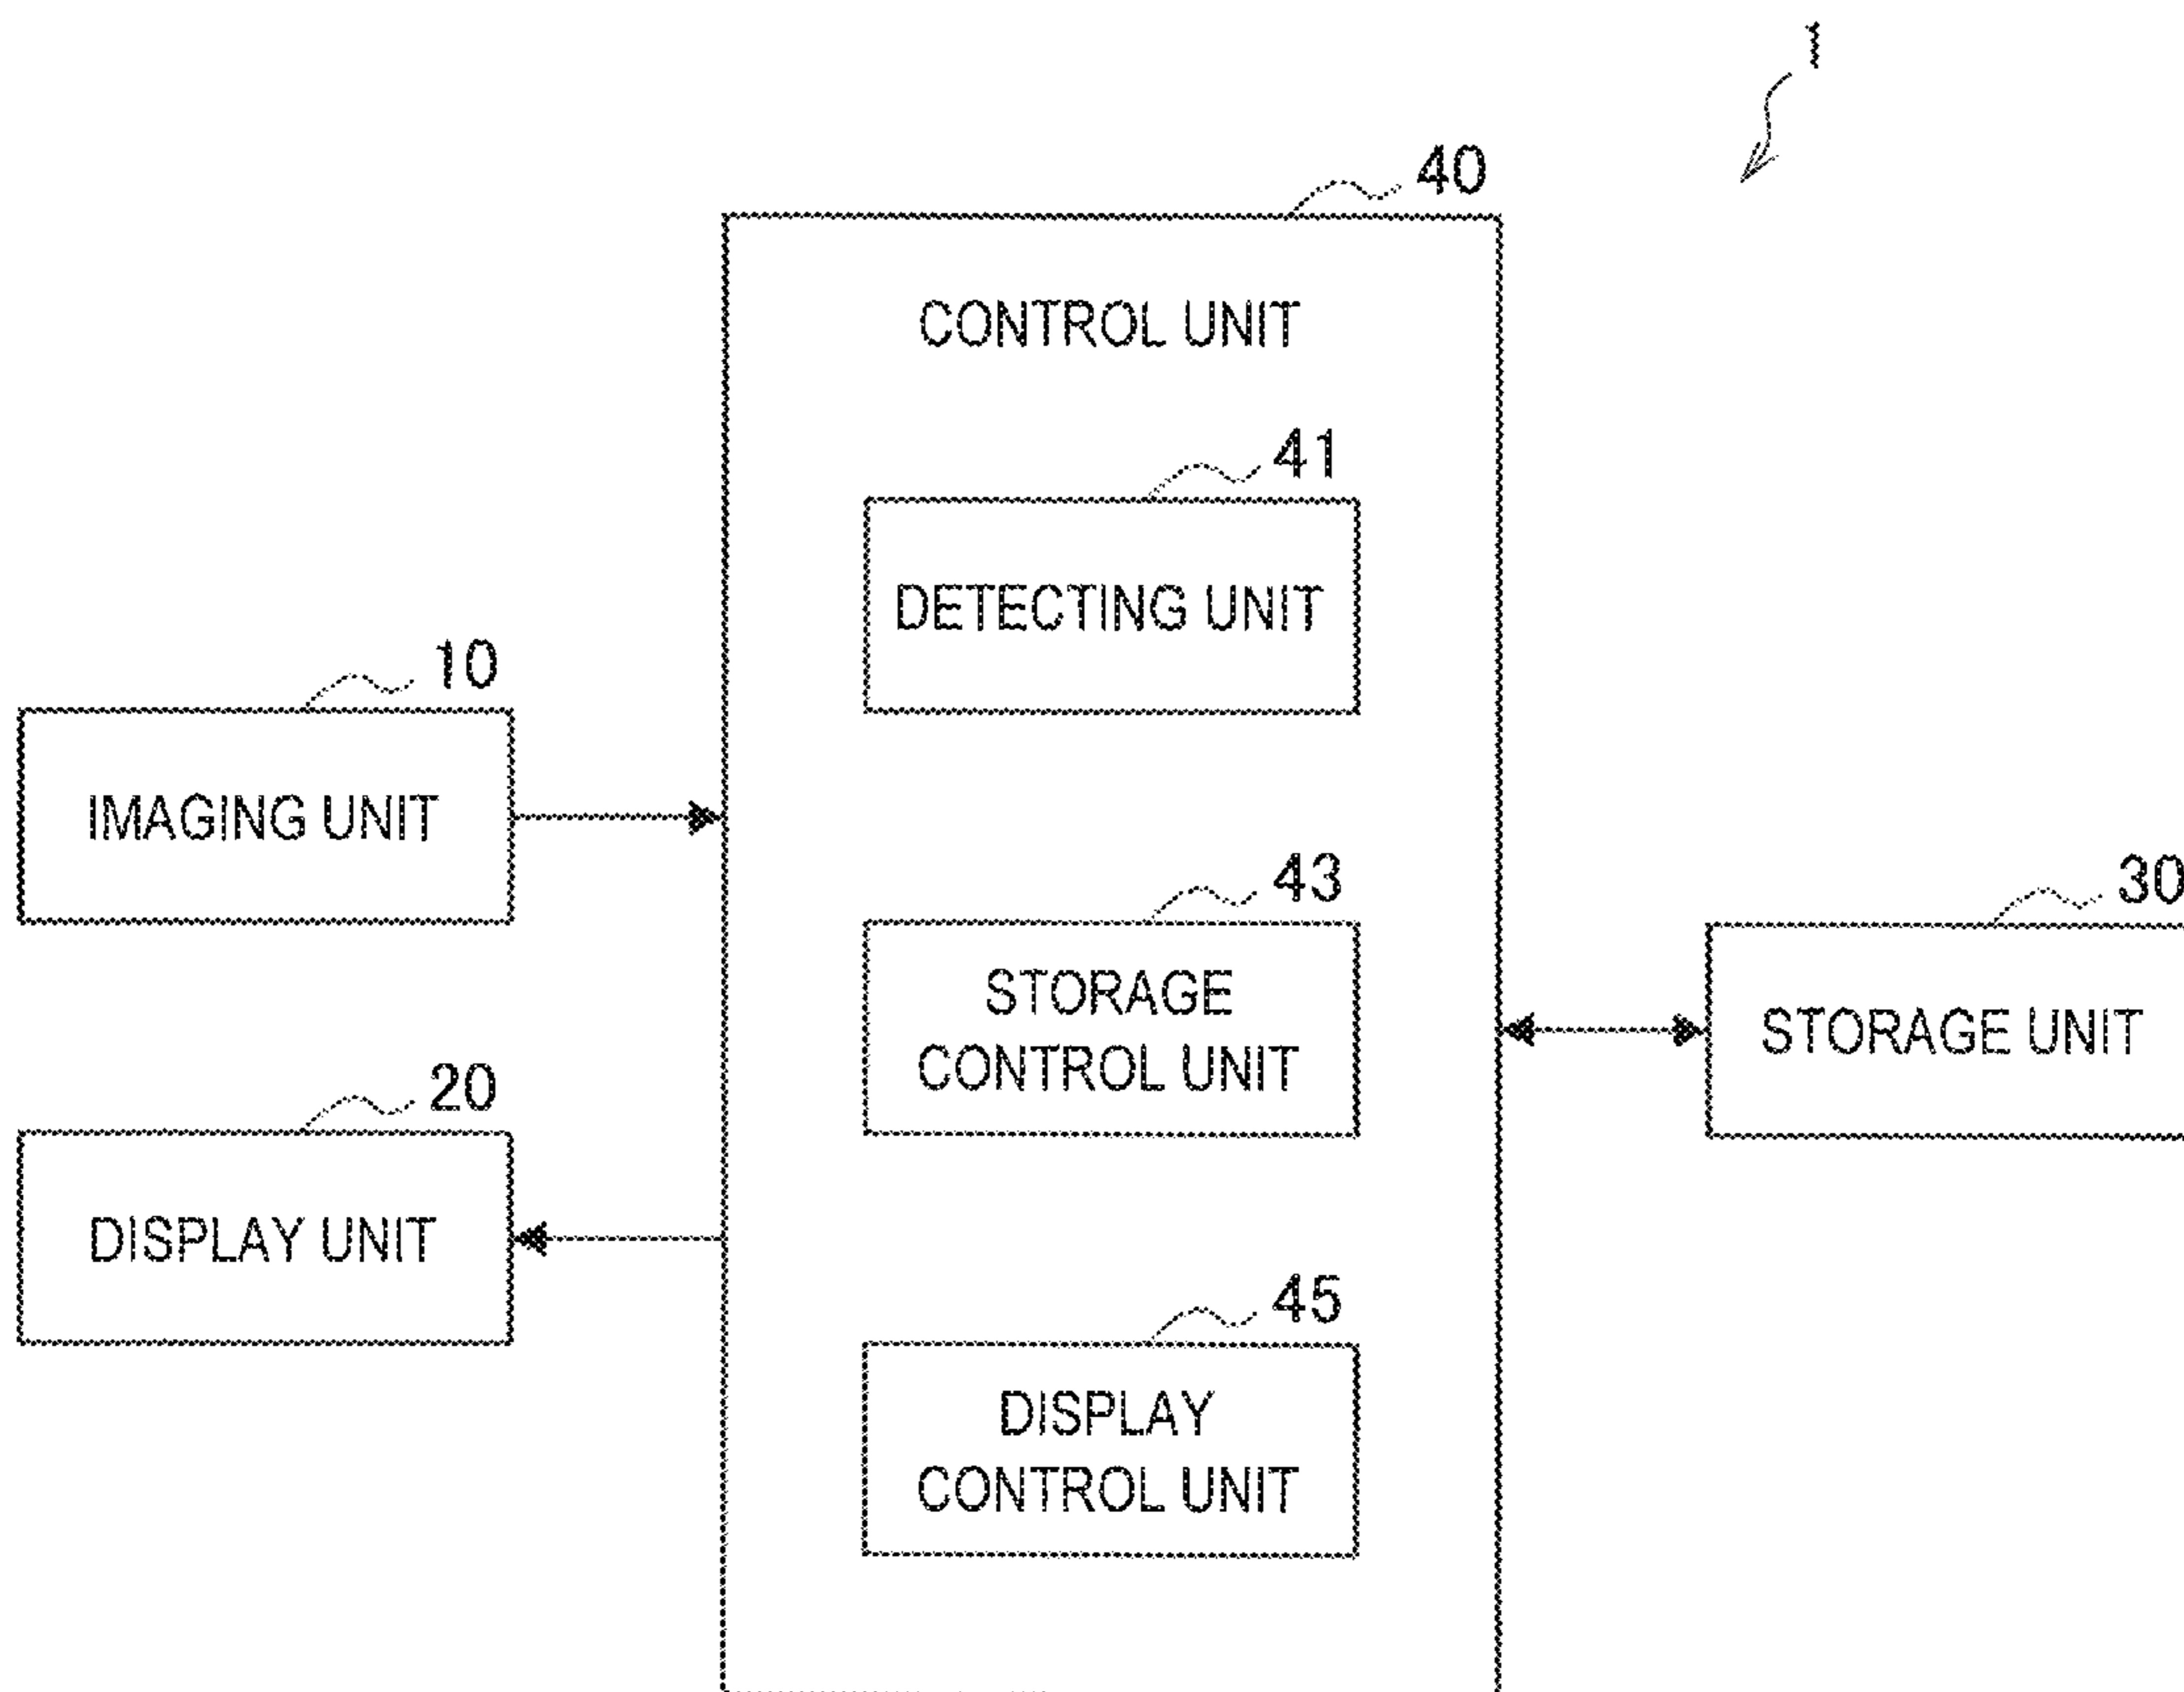 1
40
CONTROL UNIT
41
DETECTING UNIT
10
IMAGING UNIT
43
STORAGE
CONTROL UNIT
30
STORAGE UNIT
20
DISPLAY UNIT
45
DISPLAY
CONTROL UNIT